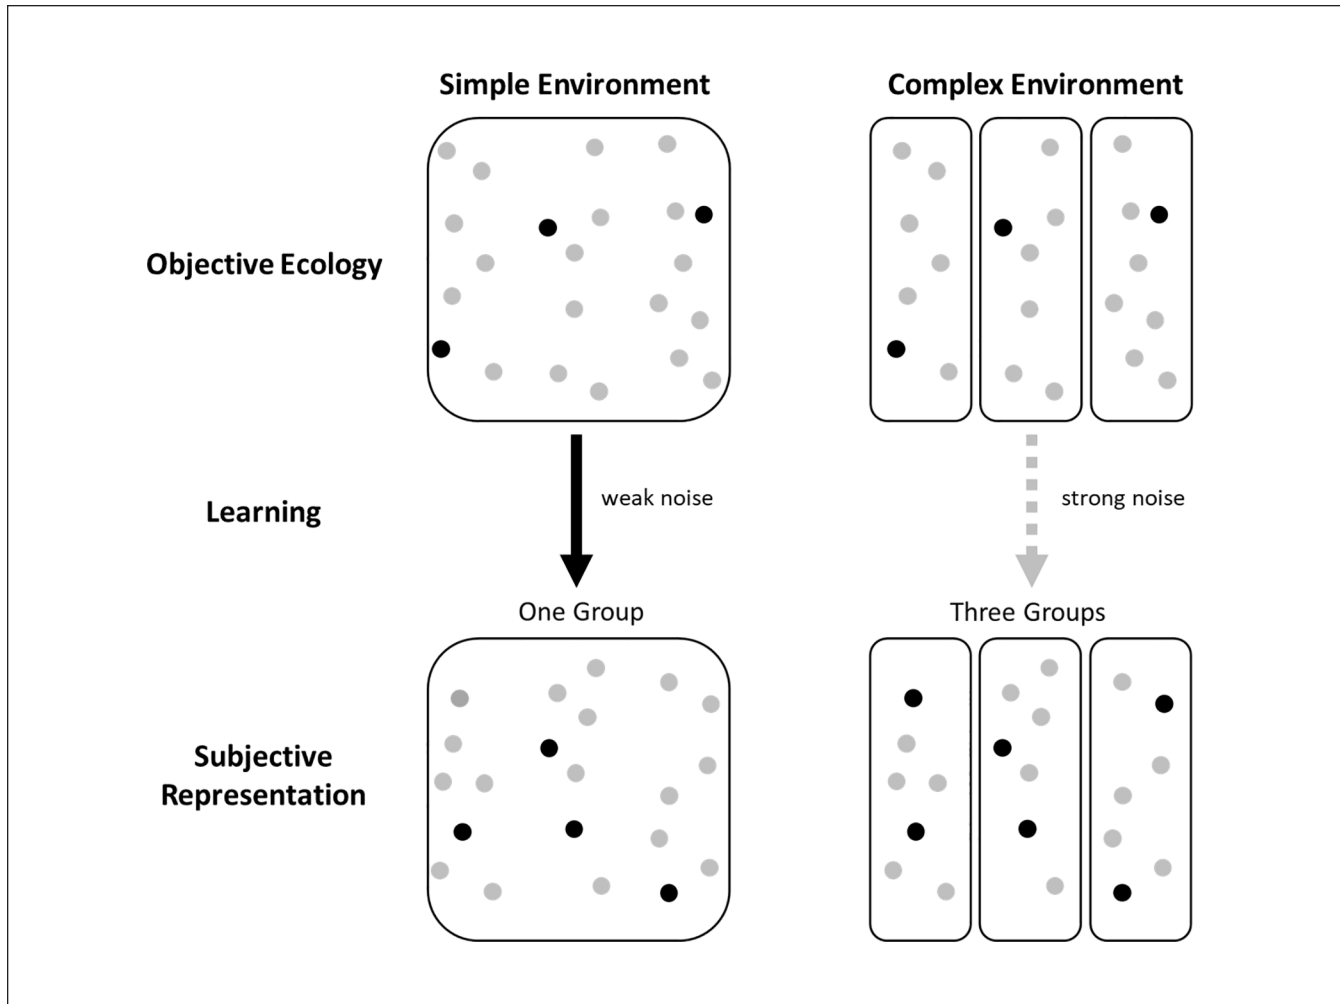 Simple Environment
Complex Environment
Objective Ecology
Learning
weak noise
strong noise
One Group
Three Groups
Subjective
Representation